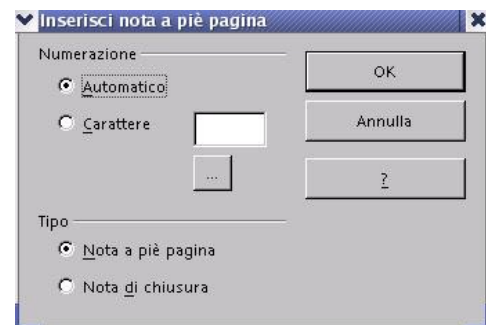 Inserisci nota a piè pagina
Numerazione
Automatico
Carattere
...
Tipo
Nota a piè pagina
Nota di chiusura
OK
Annulla
?